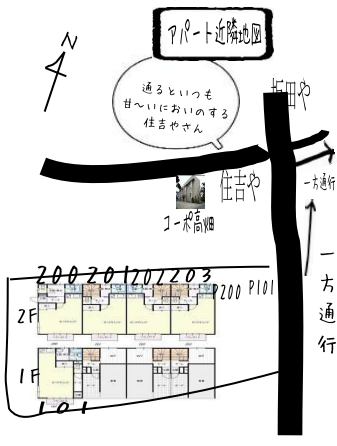 アパート近隣地図
N
通るといつも
甘〜いにおいのする
住吉やさん
坂田や
住吉や
一方通行
コーポ高畑
200 201 202 203
P200 P101
2F
1F
101
一方通行